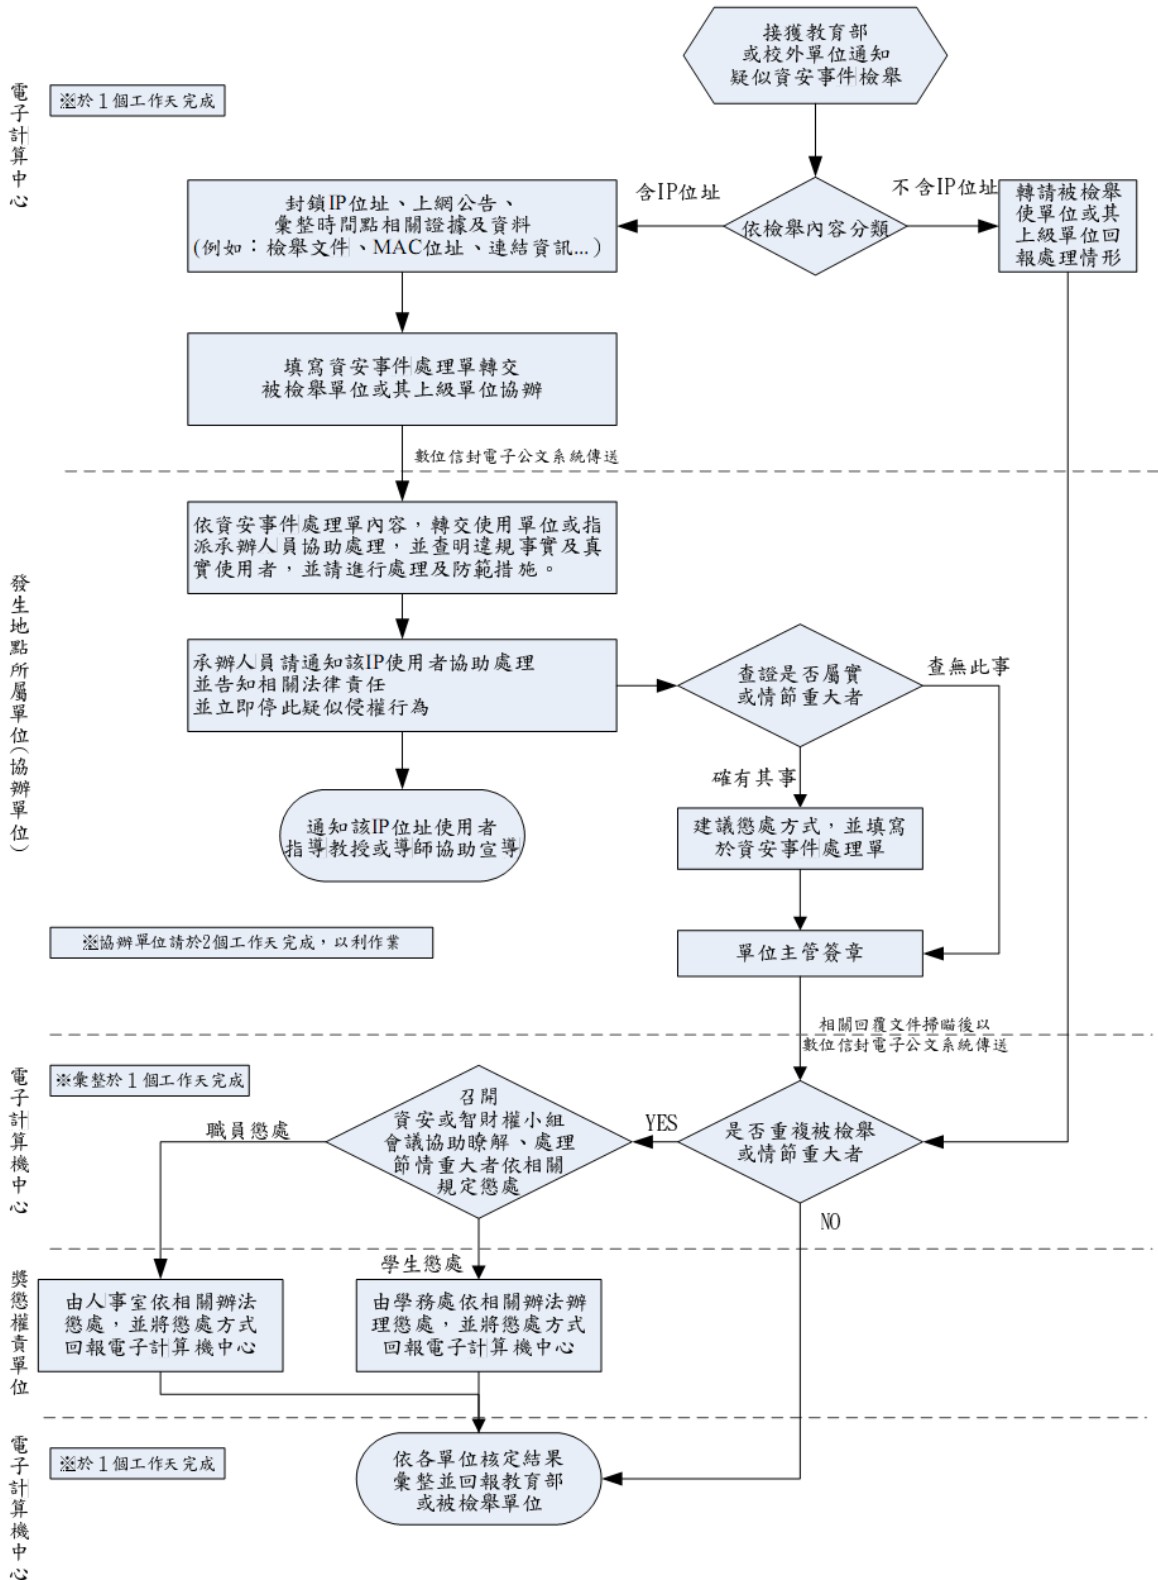 接獲教育部
或校外單位通知
疑似資安事件檢舉
電子計算中心
※於1個工作天完成
含IP位址
不含IP位址
依檢舉內容分類
封鎖IP位址、上網公告、
彙整時間點相關證據及資料
(例如：檢舉文件、MAC位址、連結資訊...)
轉請被檢舉
使單位或其
上級單位回
報處理情形
填寫資安事件處理單轉交
被檢舉單位或其上級單位協辦
數位信封電子公文系統傳送
發生地點所屬單位(協辦單位)
依資安事件處理單內容，轉交使用單位或指
派承辦人員協助處理，並查明違規事實及真
實使用者，並請進行處理及防範措施。
承辦人員請通知該IP使用者協助處理
並告知相關法律責任
並立即停此疑似侵權行為
查證是否屬實
或情節重大者
查無此事
確有其事
通知該IP位址使用者
指導教授或導師協助宣導
建議懲處方式，並填寫
於資安事件處理單
※協辦單位請於2個工作天完成，以利作業
單位主管簽章
相關回覆文件掃瞄後以
數位信封電子公文系統傳送
電子計算機中心
※彙整於1個工作天完成
召開
資安或智財權小組
會議協助瞭解、處理
節情重大者依相關
規定懲處
YES
是否重複被檢舉
或情節重大者
NO
職員懲處
學生懲處
獎懲權責單位
由人事室依相關辦法
懲處，並將懲處方式
回報電子計算機中心
由學務處依相關辦法辦
理懲處，並將懲處方式
回報電子計算機中心
電子計算機中心
※於1個工作天完成
依各單位核定結果
彙整並回報教育部
或被檢舉單位